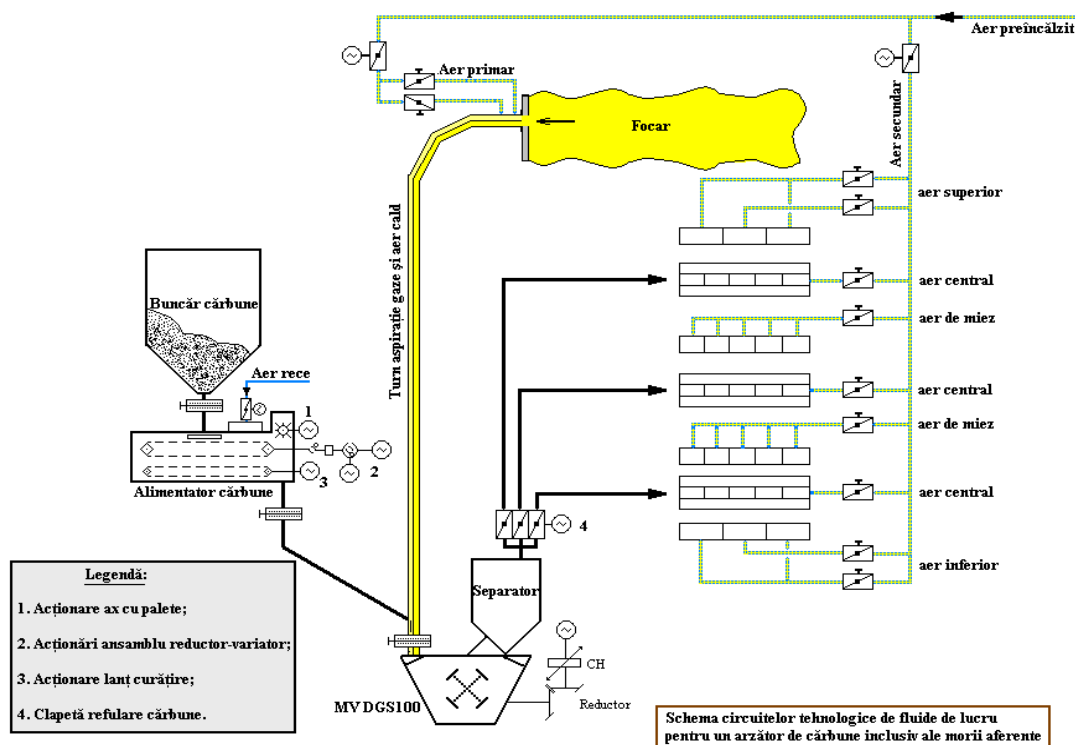 Aer preîncălzit
Aer primar
Aer secundar
Focar
aer superior
Turn aspirație gaze și aer cald
Buncăr cărbune
aer central
aer de miez
Aer rece
1
aer central
aer de miez
2
3
Alimentator cărbune
aer central
4
Legendă:
1. Acționare ax cu palete;
2. Acționări ansamblu reductor-variator;
3. Acționare lanț curățire;
4. Clapetă refulare cărbune.
aer inferior
Separator
CH
MV DGS100
Reductor
Schema circuitelor tehnologice de fluide de lucru
pentru un arzător de cărbune inclusiv ale morii aferente